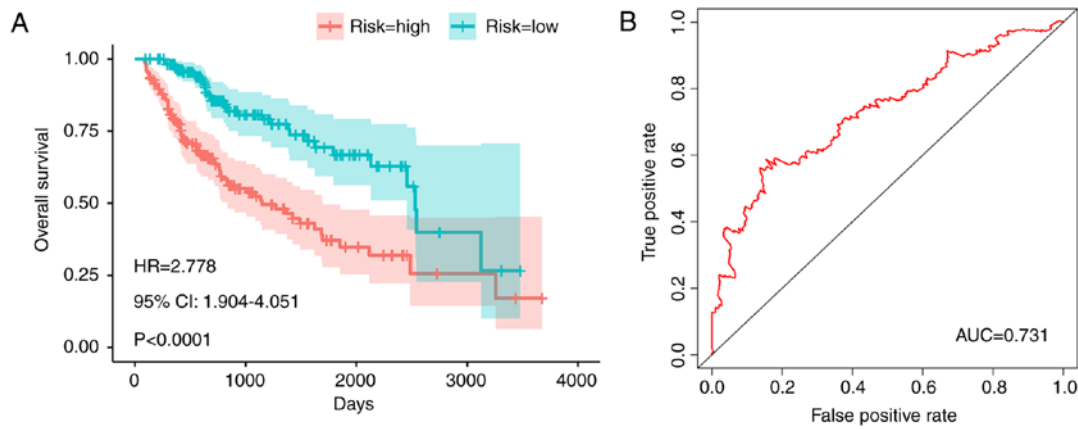 A
Risk=high Risk=low
1.00
0.75
0.50
0.25
0.00
Overall survival
HR=2.778
95% CI: 1.904-4.051
P<0.0001
0 1000 2000 3000 4000
Days
B
1.0
0.8
0.6
0.4
0.2
0.0
True positive rate
AUC=0.731
0.0 0.2 0.4 0.6 0.8 1.0
False positive rate